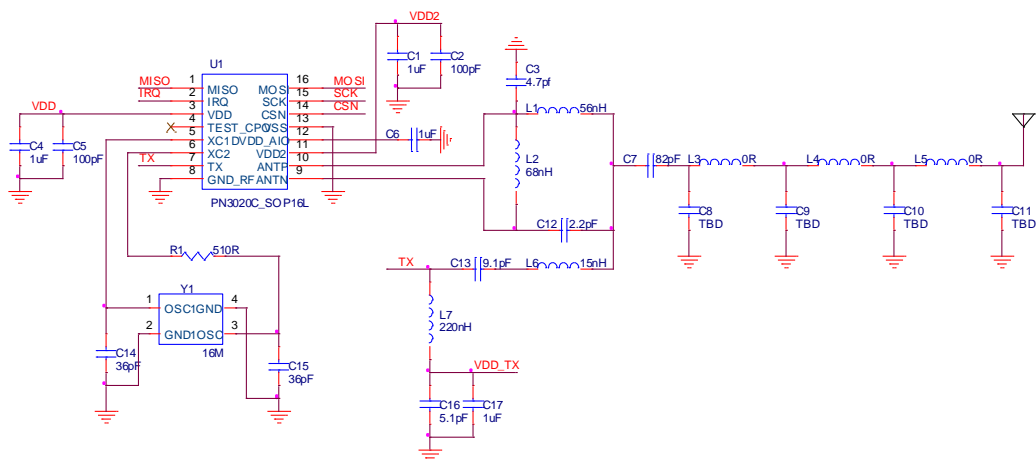 VDD2
C1
1uF
C2
100pF
U1
MISO
IRQ
VDD
TX
1
2
3
4
5
6
7
8
MISO
IRQ
VDD
TEST_CPO
XC1
XC2
TX
GND_RF
MOSI
SCK
CSN
VSS
DVDD_AIO
VDD2
ANTP
ANTN
16
15
14
13
12
11
10
9
MOSI
SCK
CSN
PN3020C_SOP16L
C4
1uF
C5
100pF
C6
1uF
C3
4.7pf
L1
56nH
L2
68nH
C12
2.2pF
C7
82pF
L3
0R
L4
0R
L5
0R
C8
TBD
C9
TBD
C10
TBD
C11
TBD
R1
510R
Y1
1
2
OSC1
GND1
GND
OSC
4
3
16M
C14
36pF
C15
36pF
TX
C13
9.1pF
L6
15nH
L7
220nH
VDD_TX
C16
5.1pF
C17
1uF